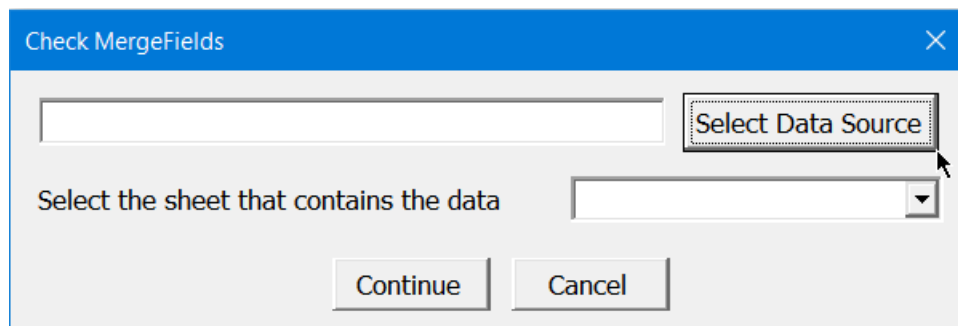 Check MergeFields
Select Data Source
Select the sheet that contains the data
Continue Cancel